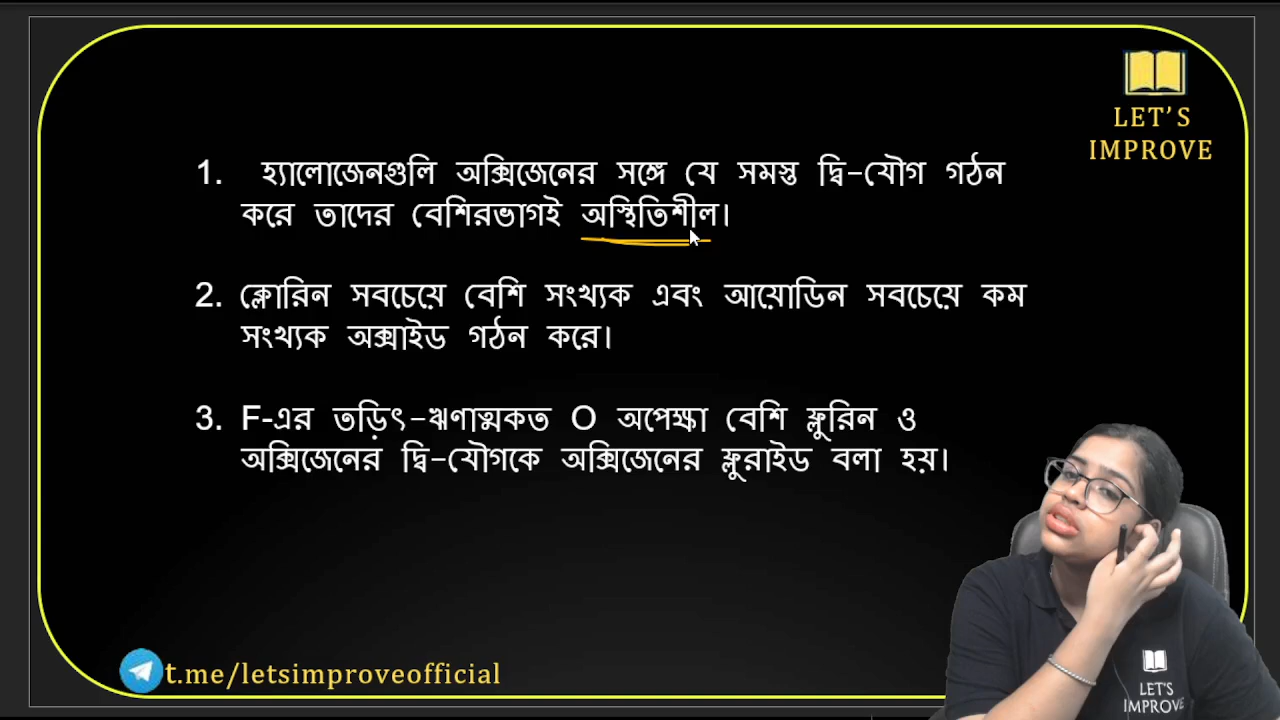 LET'S
IMPROVE
1. হ্যালোজেনগুলি অক্সিজেনের সঙ্গে যে সমস্ত দ্বি-যৌগ গঠন
করে তাদের বেশিরভাগই অস্থিতিশীল।
2. ক্লোরিন সবচেয়ে বেশি সংখ্যক এবং আয়োডিন সবচেয়ে কম
সংখ্যক অক্সাইড গঠন করে।
3. F-এর তড়িৎ-ঋণাত্মকত O অপেক্ষা বেশি ফ্লুরিন ও
অক্সিজেনের দ্বি-যৌগকে অক্সিজেনের ফ্লুরাইড বলা হয়।
t.me/letsimproveofficial
LET'S
IMPROVE